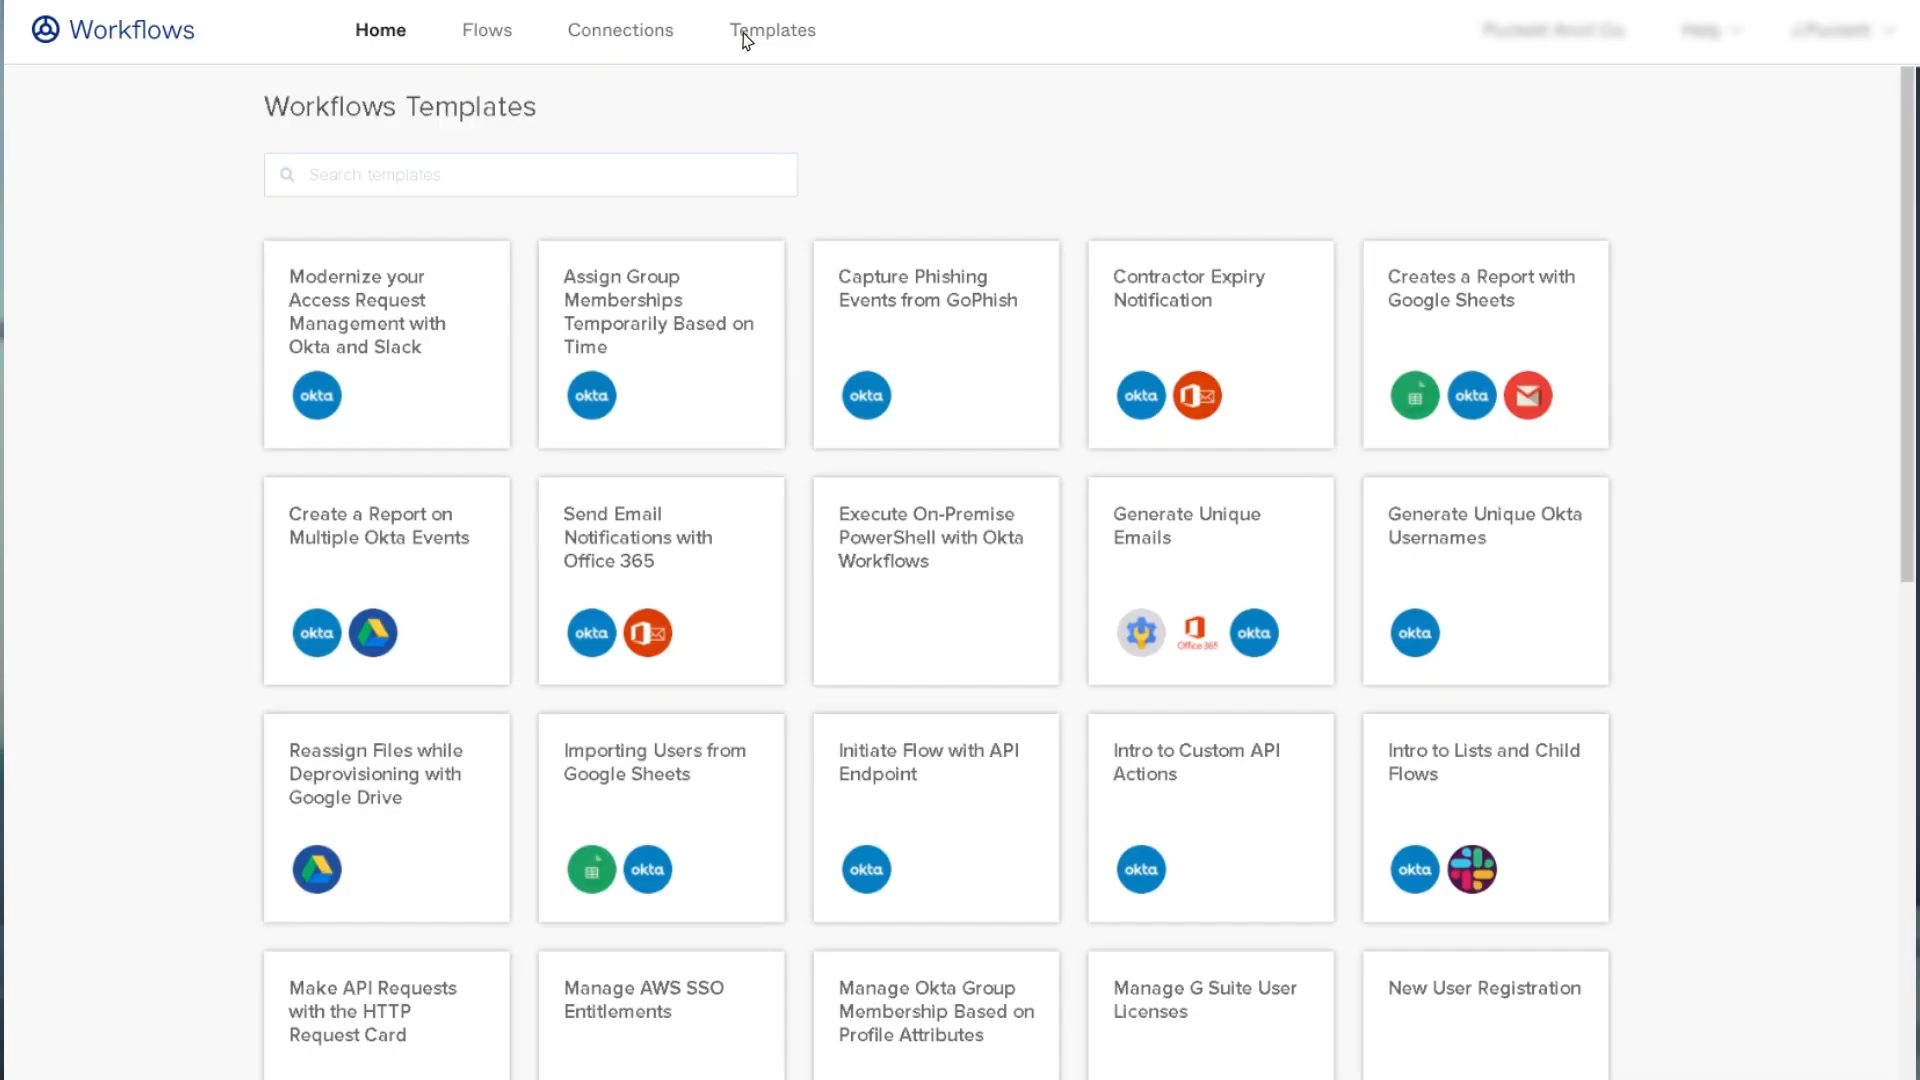 Workflows
Home
Flows
Connections
Templates
Workflows Templates
Search templates
Modernize your
Access Request
Management with
Okta and Slack
okta
Assign Group
Memberships
Temporarily Based on
Time
okta
Capture Phishing
Events from GoPhish
okta
Contractor Expiry
Notification
okta
Creates a Report with
Google Sheets
okta
Create a Report on
Multiple Okta Events
okta
Send Email
Notifications with
Office 365
okta
Execute On-Premise
PowerShell with Okta
Workflows
Generate Unique
Emails
Office 365
okta
Generate Unique Okta
Usernames
okta
Reassign Files while
Deprovisioning with
Google Drive
Importing Users from
Google Sheets
okta
Initiate Flow with API
Endpoint
okta
Intro to Custom API
Actions
okta
Intro to Lists and Child
Flows
okta
Make API Requests
with the HTTP
Request Card
Manage AWS SSO
Entitlements
Manage Okta Group
Membership Based on
Profile Attributes
Manage G Suite User
Licenses
New User Registration